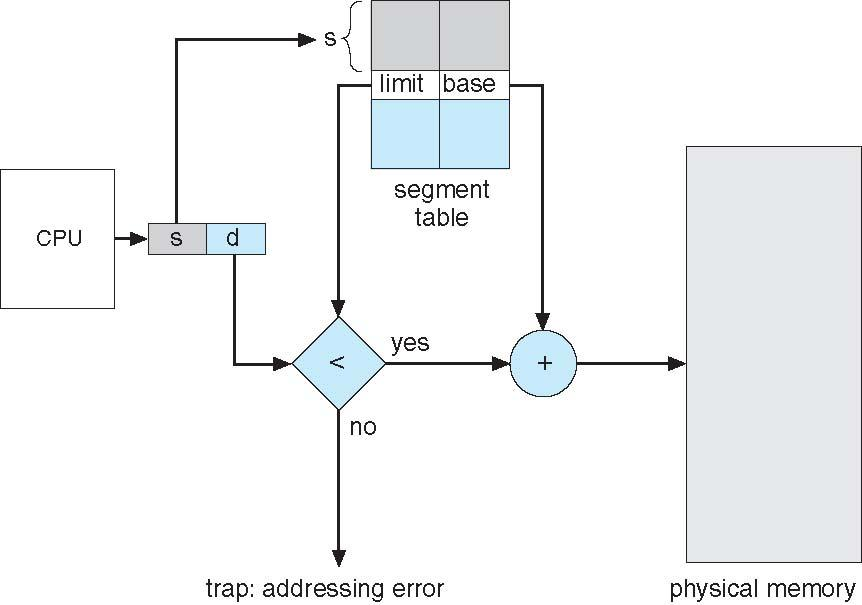 s
limit base
segment
table
CPU
s d
<
yes
+
no
trap: addressing error
physical memory